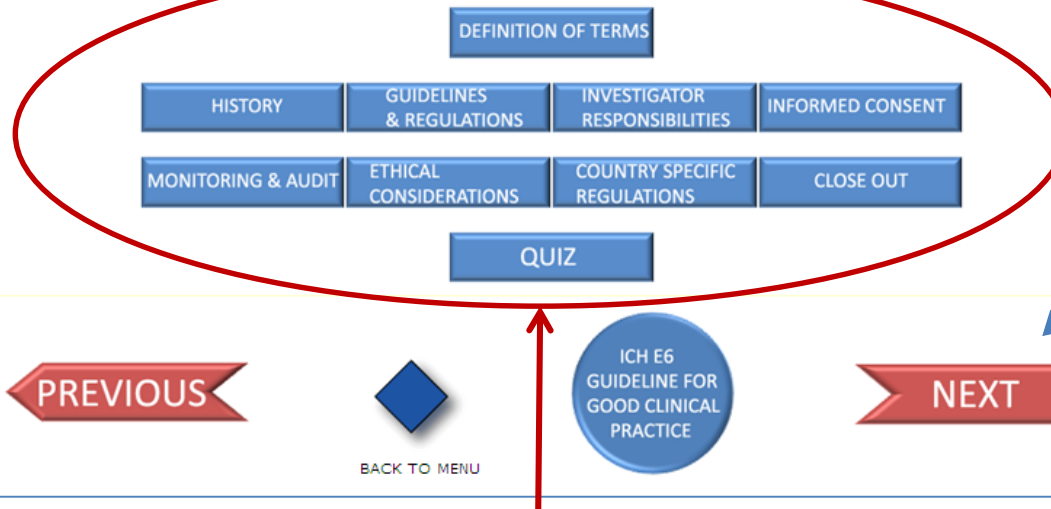 DEFINITION OF TERMS
HISTORY
GUIDELINES
& REGULATIONS
INVESTIGATOR
RESPONSIBILITIES
INFORMED CONSENT
MONITORING & AUDIT
ETHICAL
CONSIDERATIONS
COUNTRY SPECIFIC
REGULATIONS
CLOSE OUT
QUIZ
PREVIOUS
BACK TO MENU
ICH E6
GUIDELINE FOR
GOOD CLINICAL
PRACTICE
NEXT